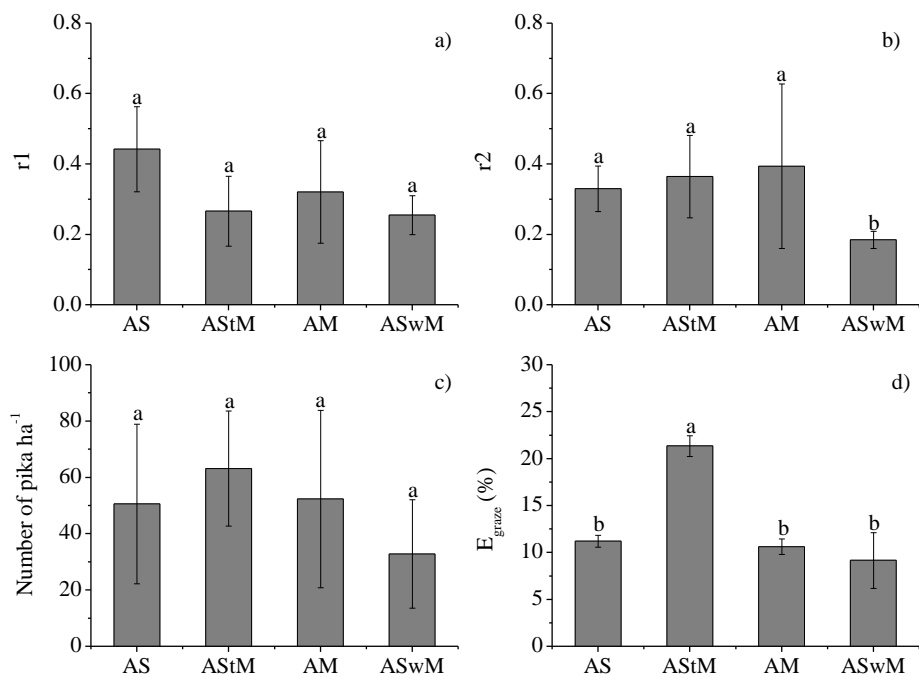 a)
r1
0.8
0.6
0.4
0.2
0.0
a
a
a
a
AS AStM AM ASwM
b)
r2
0.8
0.6
0.4
0.2
0.0
a
a
a
b
AS AStM AM ASwM
c)
Number of pika ha⁻¹
100
80
60
40
20
0
a
a
a
a
AS AStM AM ASwM
d)
E_graze (%)
30
25
20
15
10
5
0
b
a
b
b
AS AStM AM ASwM